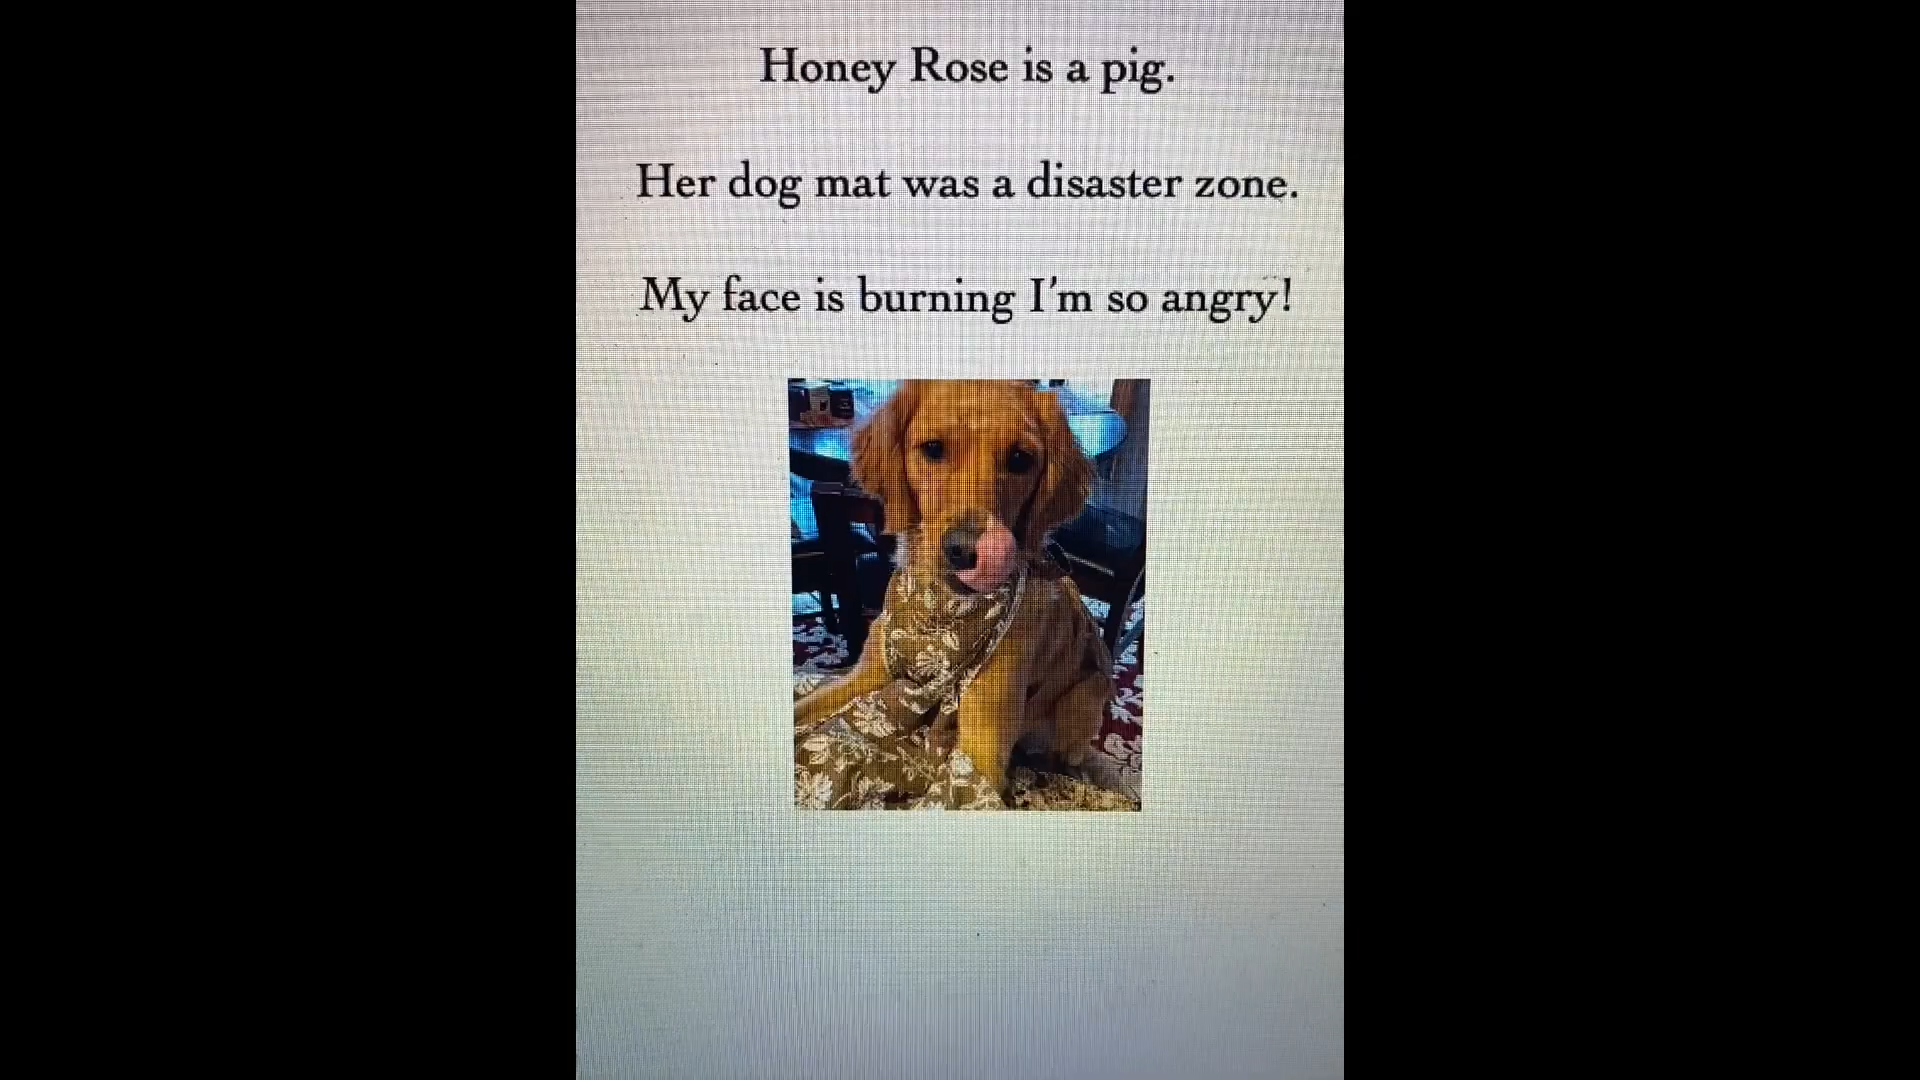 Honey Rose is a pig.
Her dog mat was a disaster zone.
My face is burning I'm so angry!